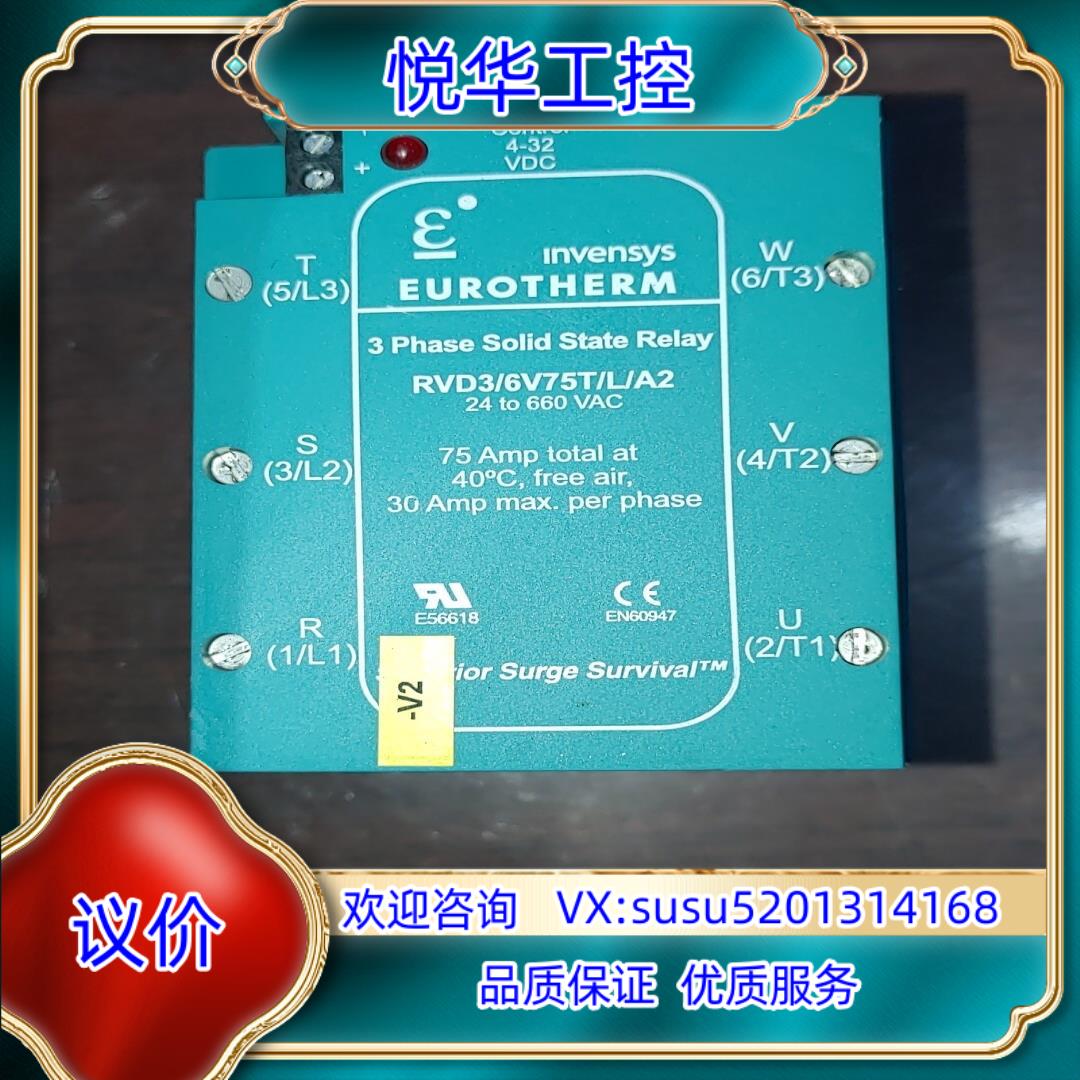 悦华工控
4-32
VDC
+
ε
invensys
EUROTHERM
T
(5/L3)
W
(6/T3)
3 Phase Solid State Relay
RVD3/6V75T/L/A2
24 to 660 VAC
S
(3/L2)
V
(4/T2)
75 Amp total at
40ºC, free air,
30 Amp max. per phase
E56618
CE
EN60947
R
(1/L1)
U
(2/T1)
Surge Survival™
-V2
议价
欢迎咨询 VX:susu5201314168
品质保证 优质服务